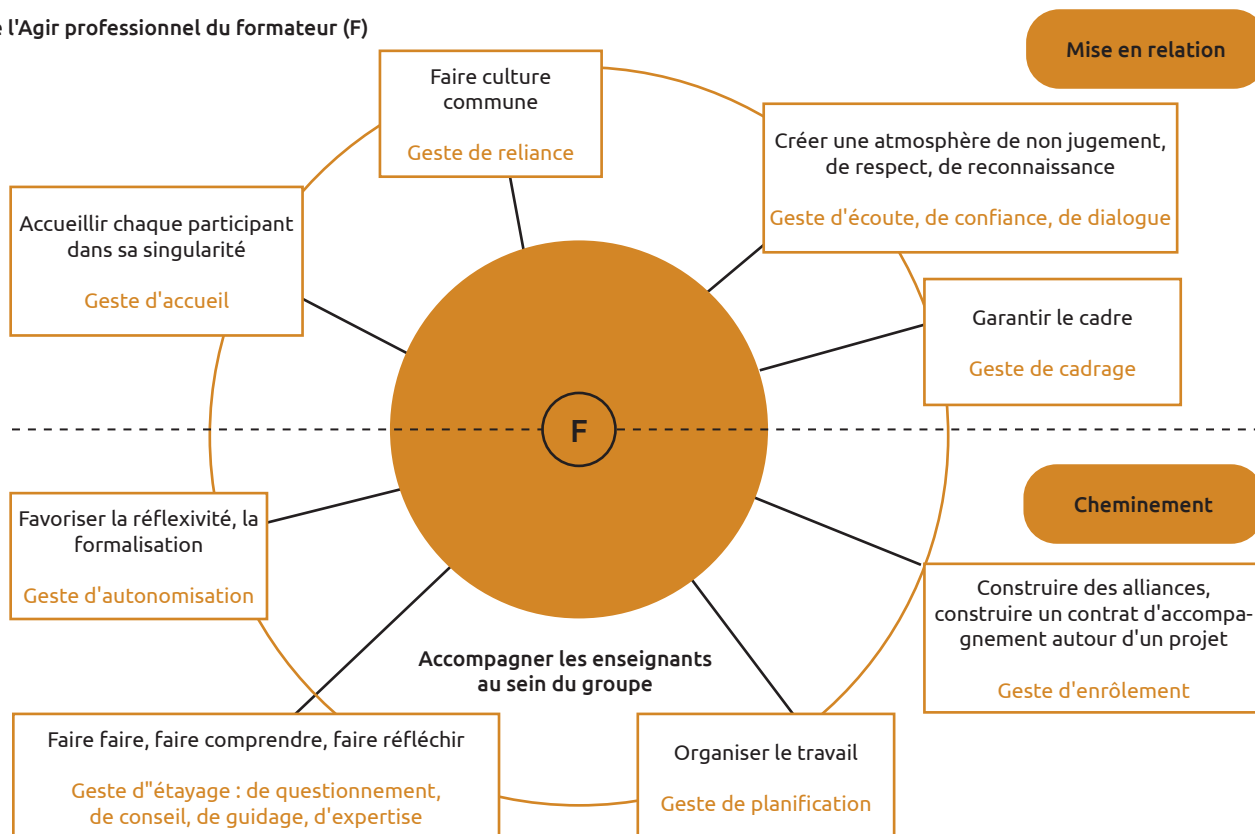 l'Agir professionnel du formateur (F)
Mise en relation
Faire culture
commune
Geste de reliance
Créer une atmosphère de non jugement,
de respect, de reconnaissance
Geste d'écoute, de confiance, de dialogue
Accueillir chaque participant
dans sa singularité
Geste d'accueil
Garantir le cadre
Geste de cadrage
F
Cheminement
Favoriser la réflexivité, la
formalisation
Geste d'autonomisation
Construire des alliances,
construire un contrat d'accompa-
gnement autour d'un projet
Geste d'enrôlement
Accompagner les enseignants
au sein du groupe
Faire faire, faire comprendre, faire réfléchir
Geste d"étayage : de questionnement,
de conseil, de guidage, d'expertise
Organiser le travail
Geste de planification